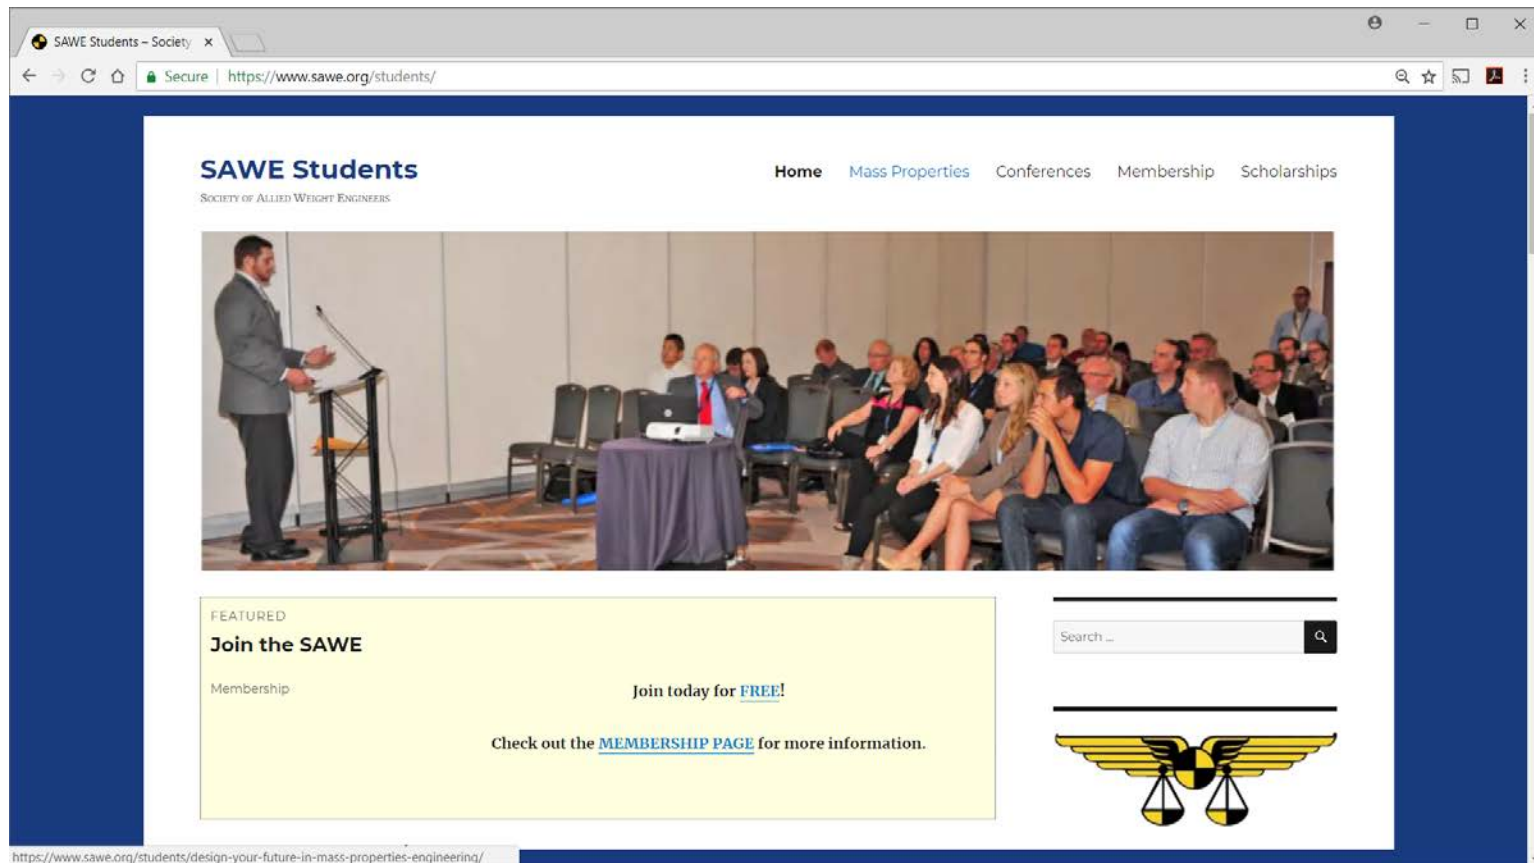 SAWE Students – Society
Secure | https://www.sawe.org/students/
SAWE Students
Society of Allied Weight Engineers
Home Mass Properties Conferences Membership Scholarships
FEATURED
Join the SAWE
Membership
Join today for FREE!
Check out the MEMBERSHIP PAGE for more information.
Search ...
https://www.sawe.org/students/design-your-future-in-mass-properties-engineering/